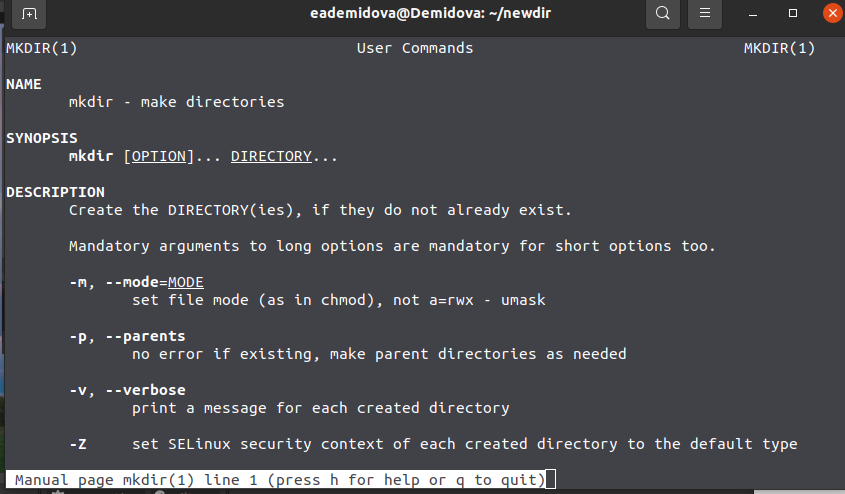 eademidova@Demidova: ~/newdir
MKDIR(1) User Commands MKDIR(1)
NAME
mkdir - make directories
SYNOPSIS
mkdir [OPTION]... DIRECTORY...
DESCRIPTION
Create the DIRECTORY(ies), if they do not already exist.
Mandatory arguments to long options are mandatory for short options too.
-m, --mode=MODE
set file mode (as in chmod), not a=rwx - umask
-p, --parents
no error if existing, make parent directories as needed
-v, --verbose
print a message for each created directory
-Z set SELinux security context of each created directory to the default type
Manual page mkdir(1) line 1 (press h for help or q to quit)